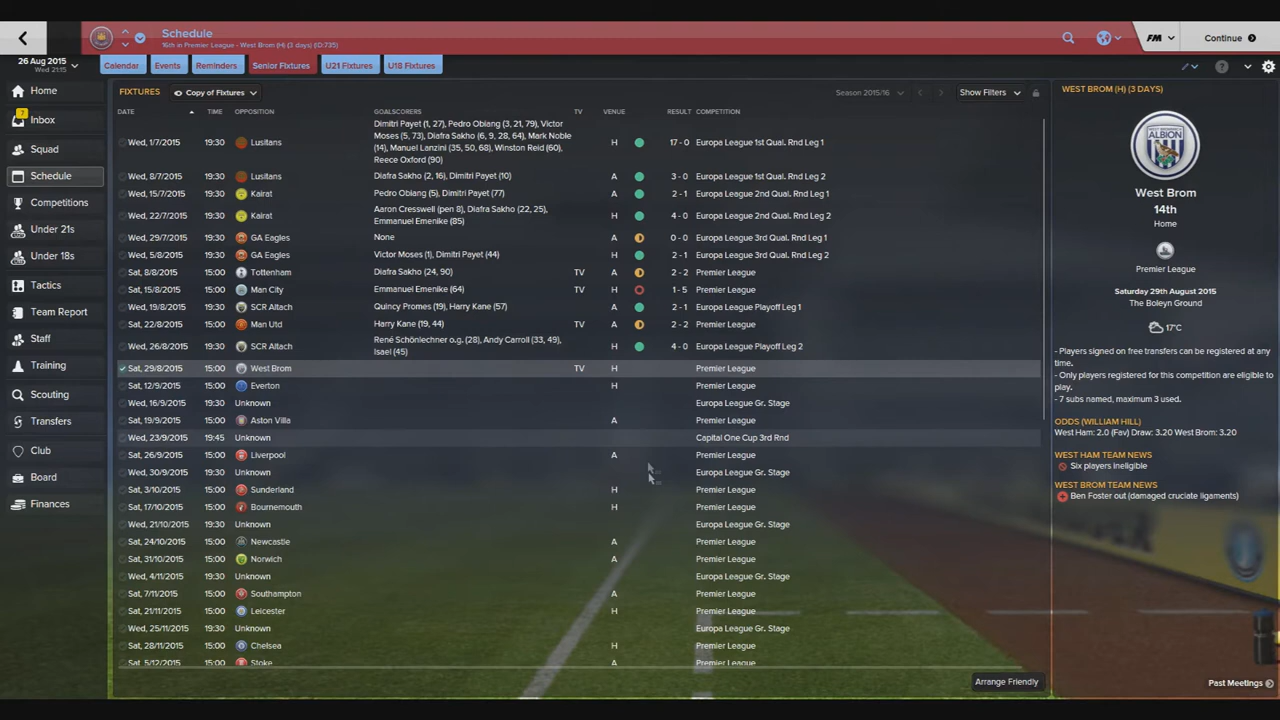 Schedule
16th in Premier League - West Brom (H) (3 days) (ID:735)
FM
Continue
26 Aug 2015
Wed 21:15
Calendar Events Reminders Senior Fixtures U21 Fixtures U18 Fixtures
Home
7
Inbox
Squad
Schedule
Competitions
Under 21s
Under 18s
Tactics
Team Report
Staff
Training
Scouting
Transfers
Club
Board
Finances
FIXTURES Copy of Fixtures Season 2015/16 Show Filters
DATE TIME OPPOSITION GOALSCORERS TV VENUE RESULT COMPETITION
Dimitri Payet (1, 27), Pedro Obiang (3, 21, 79), Victor
Moses (5, 73), Diafra Sakho (6, 9, 28, 64), Mark Noble
Wed, 1/7/2015 19:30 Lusitans (14), Manuel Lanzini (35, 50, 68), Winston Reid (60), H 17 - 0 Europa League 1st Qual. Rnd Leg 1
Reece Oxford (90)
Wed, 8/7/2015 19:30 Lusitans Diafra Sakho (2, 16), Dimitri Payet (10) A 3 - 0 Europa League 1st Qual. Rnd Leg 2
Wed, 15/7/2015 19:30 Kairat Pedro Obiang (5), Dimitri Payet (77) A 2 - 1 Europa League 2nd Qual. Rnd Leg 1
Wed, 22/7/2015 19:30 Kairat Aaron Cresswell (pen 8), Diafra Sakho (22, 25), H 4 - 0 Europa League 2nd Qual. Rnd Leg 2
Emmanuel Emenike (85)
Wed, 29/7/2015 19:30 GA Eagles None A 0 - 0 Europa League 3rd Qual. Rnd Leg 1
Wed, 5/8/2015 19:30 GA Eagles Victor Moses (1), Dimitri Payet (44) H 2 - 1 Europa League 3rd Qual. Rnd Leg 2
Sat, 8/8/2015 15:00 Tottenham Diafra Sakho (24, 90) TV A 2 - 2 Premier League
Sat, 15/8/2015 15:00 Man City Emmanuel Emenike (64) TV H 1 - 5 Premier League
Wed, 19/8/2015 19:30 SCR Altach Quincy Promes (19), Harry Kane (57) A 2 - 1 Europa League Playoff Leg 1
Sat, 22/8/2015 15:00 Man Utd Harry Kane (19, 44) TV A 2 - 2 Premier League
Wed, 26/8/2015 19:30 SCR Altach René Schönlechner o.g. (28), Andy Carroll (33, 49), H 4 - 0 Europa League Playoff Leg 2
Isael (45)
Sat, 29/8/2015 15:00 West Brom TV H Premier League
Sat, 12/9/2015 15:00 Everton H Premier League
Wed, 16/9/2015 19:30 Unknown Europa League Gr. Stage
Sat, 19/9/2015 15:00 Aston Villa A Premier League
Wed, 23/9/2015 19:45 Unknown Capital One Cup 3rd Rnd
Sat, 26/9/2015 15:00 Liverpool A Premier League
Wed, 30/9/2015 19:30 Unknown Europa League Gr. Stage
Sat, 3/10/2015 15:00 Sunderland H Premier League
Sat, 17/10/2015 15:00 Bournemouth H Premier League
Wed, 21/10/2015 19:30 Unknown Europa League Gr. Stage
Sat, 24/10/2015 15:00 Newcastle A Premier League
Sat, 31/10/2015 15:00 Norwich A Premier League
Wed, 4/11/2015 19:30 Unknown Europa League Gr. Stage
Sat, 7/11/2015 15:00 Southampton A Premier League
Sat, 21/11/2015 15:00 Leicester H Premier League
Wed, 25/11/2015 19:30 Unknown Europa League Gr. Stage
Sat, 28/11/2015 15:00 Chelsea H Premier League
Sat, 5/12/2015 15:00 Stoke A Premier League
Arrange Friendly
WEST BROM (H) (3 DAYS)
ALBION
West Brom
14th
Home
Premier League
Saturday 29th August 2015
The Boleyn Ground
17°C
- Players signed on free transfers can be registered at any
time.
- Only players registered for this competition are eligible to
play.
- 7 subs named, maximum 3 used.
ODDS (WILLIAM HILL)
West Ham: 2.0 (Fav) Draw: 3.20 West Brom: 3.20
WEST HAM TEAM NEWS
Six players ineligible
WEST BROM TEAM NEWS
Ben Foster out (damaged cruciate ligaments)
Past Meetings